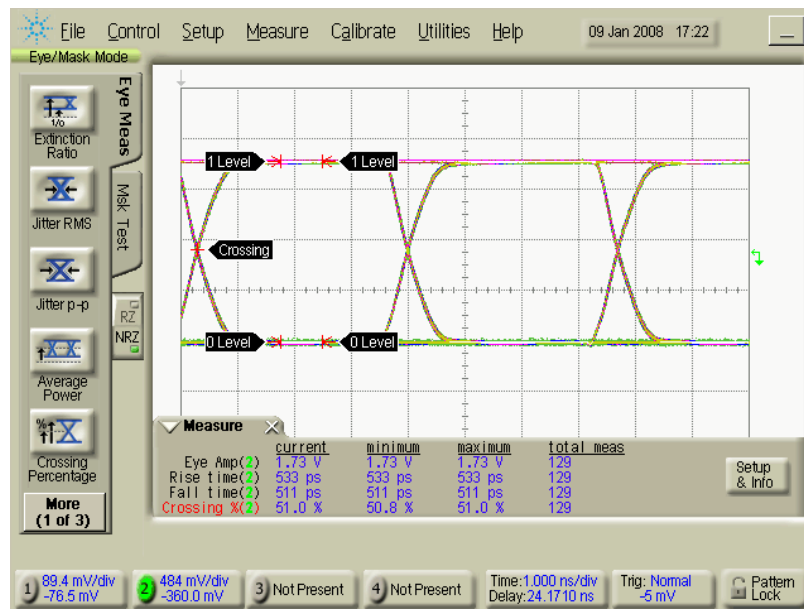 File Control Setup Measure Calibrate Utilities Help 09 Jan 2008 17:22
Eye/Mask Mode
Eye Meas
Msk Test
1/0
Extinction
Ratio
Jitter RMS
Jitter p-p
RZ
NRZ
Average
Power
%
Crossing
Percentage
More
(1 of 3)
1 Level 1 Level
Crossing
0 Level 0 Level
Measure
current minimum maximum total meas
Eye Amp(2) 1.73 V 1.73 V 1.73 V 129
Rise time(2) 533 ps 533 ps 533 ps 129
Fall time(2) 511 ps 511 ps 511 ps 129
Crossing %(2) 51.0 % 50.8 % 51.0 % 129
Setup
& Info
1 89.4 mV/div
-76.5 mV
2 484 mV/div
-360.0 mV
3 Not Present
4 Not Present
Time:1.000 ns/div
Delay:24.1710 ns
Trig: Normal
-5 mV
Pattern
Lock